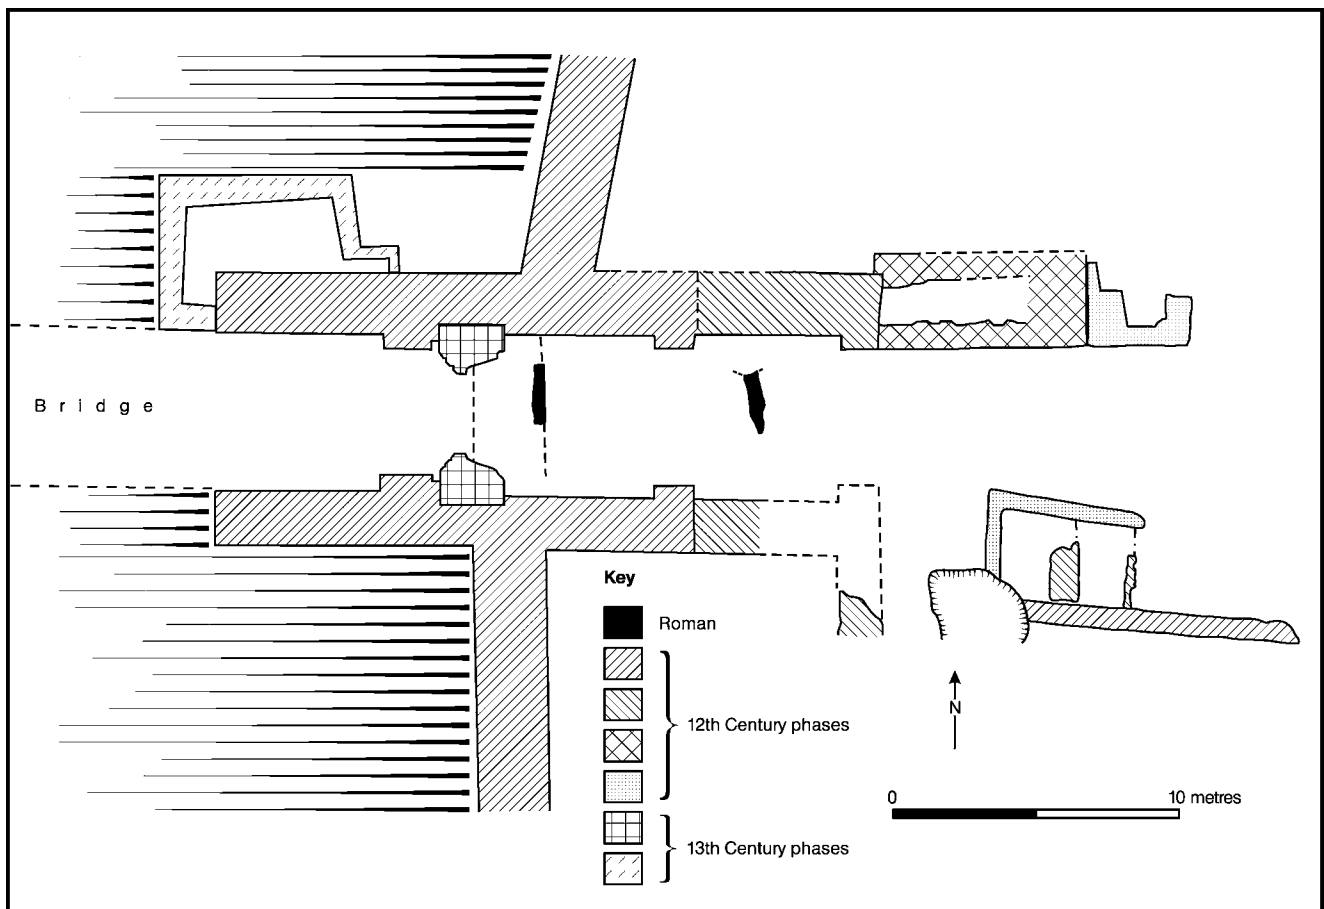 Bridge
Key
Roman
12th Century phases
13th Century phases
N
0 10 metres